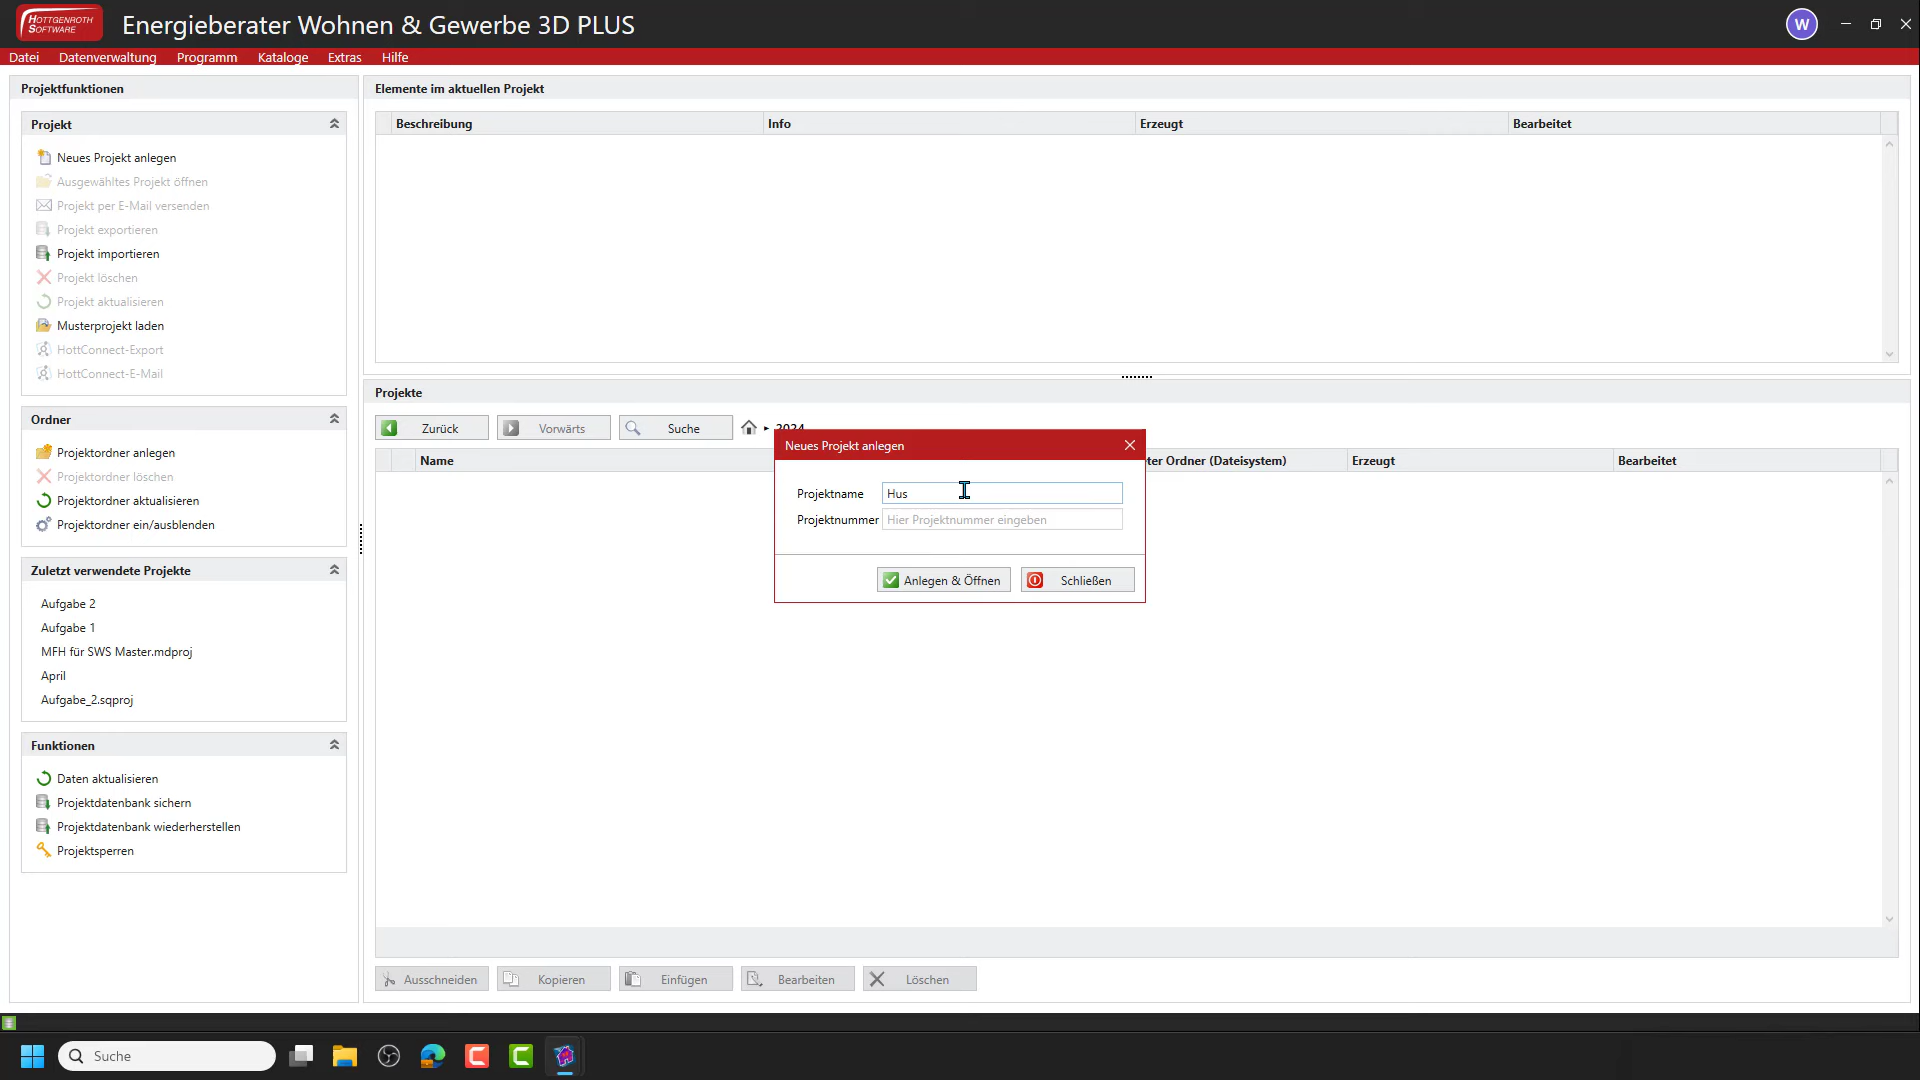 HOTTGENROTH
SOFTWARE
Energieberater Wohnen & Gewerbe 3D PLUS
W
Datei Datenverwaltung Programm Kataloge Extras Hilfe
Projektfunktionen
Projekt
Neues Projekt anlegen
Ausgewähltes Projekt öffnen
Projekt per E-Mail versenden
Projekt exportieren
Projekt importieren
Projekt löschen
Projekt aktualisieren
Musterprojekt laden
HottConnect-Export
HottConnect-E-Mail
Ordner
Projektordner anlegen
Projektordner löschen
Projektordner aktualisieren
Projektordner ein/ausblenden
Zuletzt verwendete Projekte
Aufgabe 2
Aufgabe 1
MFH für SWS Master.mdproj
April
Aufgabe_2.sqproj
Funktionen
Daten aktualisieren
Projektdatenbank sichern
Projektdatenbank wiederherstellen
Projektsperren
Elemente im aktuellen Projekt
Beschreibung Info Erzeugt Bearbeitet
Projekte
Zurück Vorwärts Suche 2024
Name ter Ordner (Dateisystem) Erzeugt Bearbeitet
Neues Projekt anlegen
Projektname Hus
Projektnummer Hier Projektnummer eingeben
Anlegen & Öffnen Schließen
Ausschneiden Kopieren Einfügen Bearbeiten Löschen
Suche